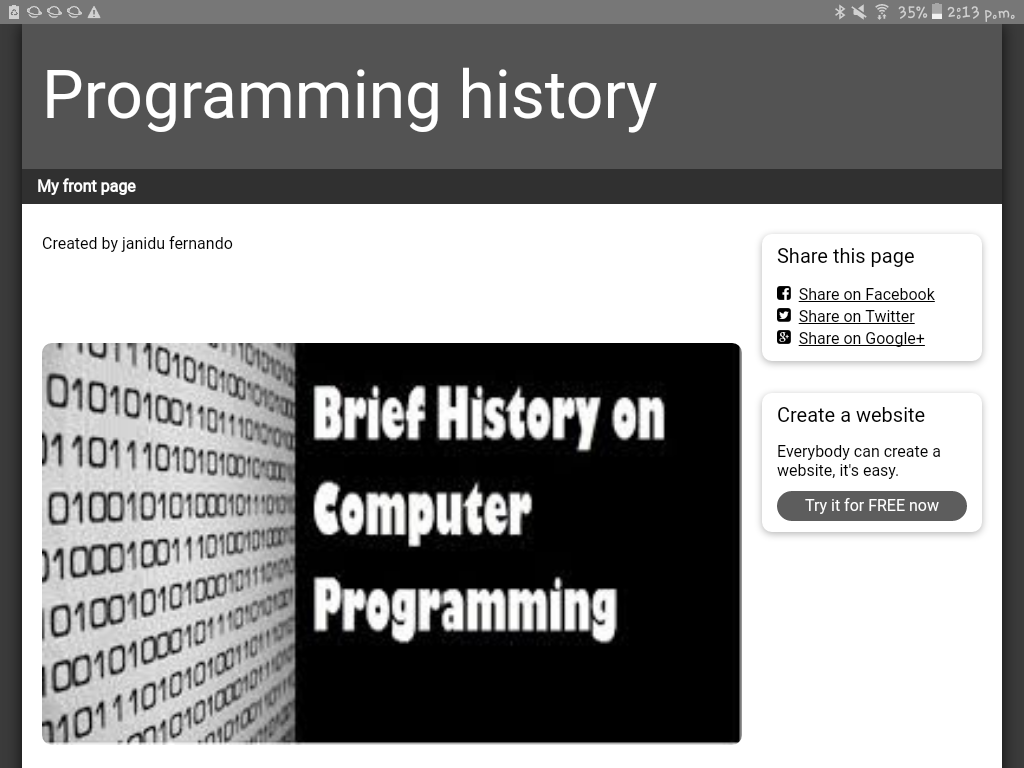 35% 2:13 p.m.
Programming history
My front page
Created by janidu fernando
Share this page
Share on Facebook
Share on Twitter
Share on Google+
Create a website
Everybody can create a
website, it's easy.
Try it for FREE now
Brief History on
Computer
Programming